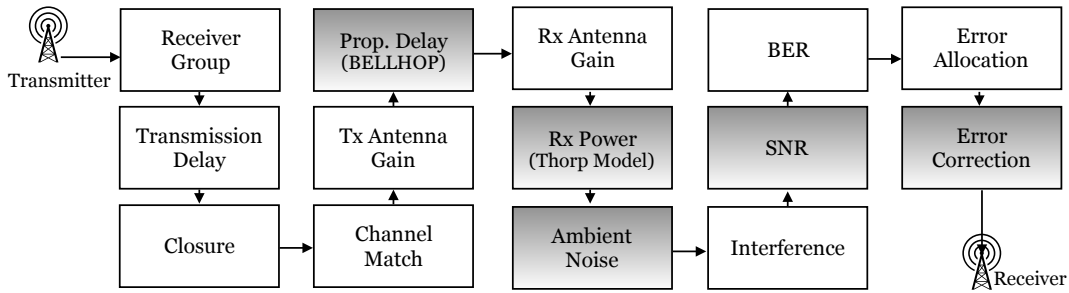 Transmitter
Receiver
Group
Transmission
Delay
Closure
Channel
Match
Tx Antenna
Gain
Prop. Delay
(BELLHOP)
Rx Antenna
Gain
Rx Power
(Thorp Model)
Ambient
Noise
Interference
SNR
BER
Error
Allocation
Error
Correction
Receiver